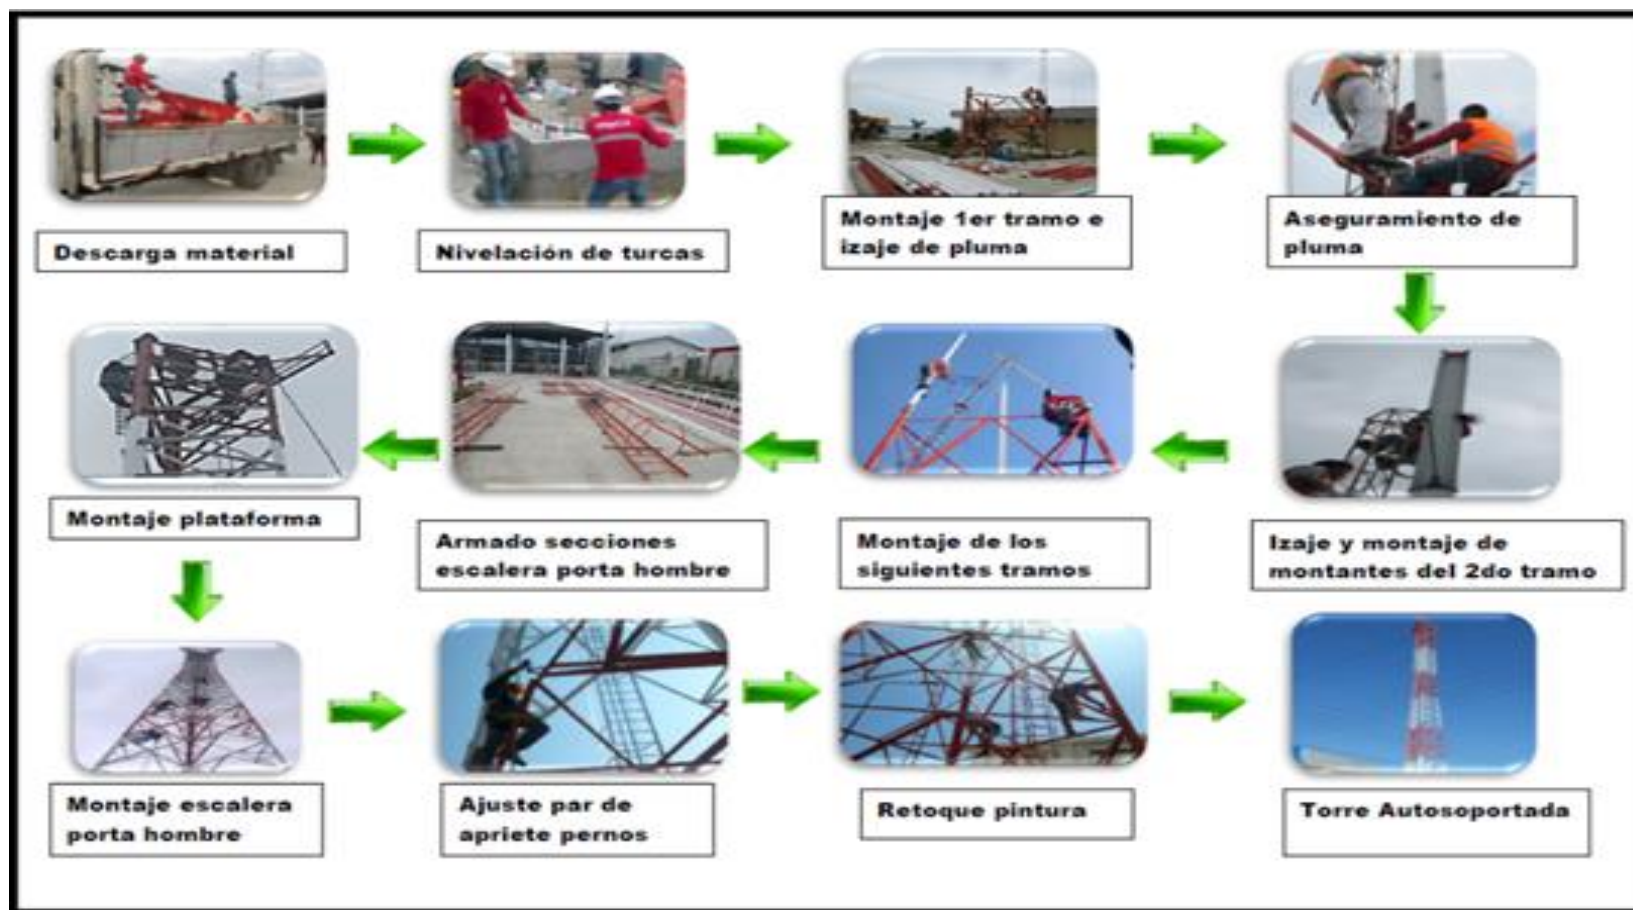 Descarga material
Nivelación de turcas
Montaje 1er tramo e
izaje de pluma
Aseguramiento de
pluma
Izaje y montaje de
montantes del 2do tramo
Montaje de los
siguientes tramos
Armado secciones
escalera porta hombre
Montaje plataforma
Montaje escalera
porta hombre
Ajuste par de
apriete pernos
Retoque pintura
Torre Autosoportada